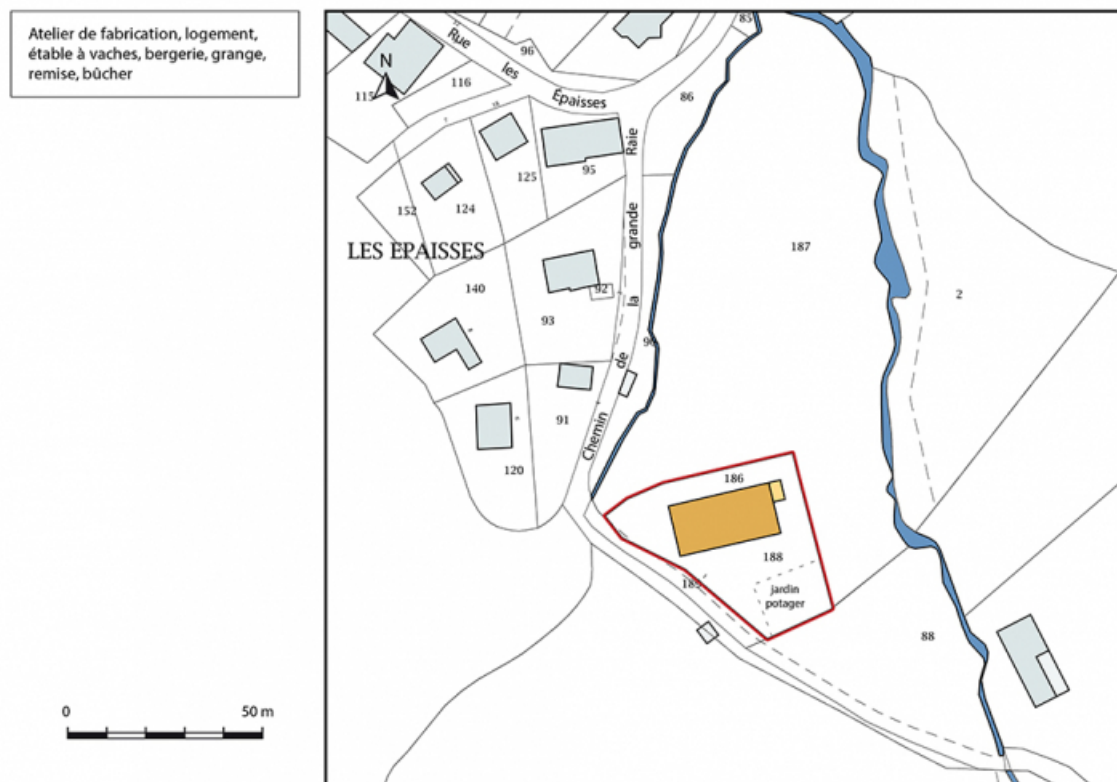 Atelier de fabrication, logement,
étable à vaches, bergerie, grange,
remise, bûcher
N
Rue les Épaisses
85
96
86
115
116
125
95
152
124
187
LES EPAISSES
Chemin de la grande Raie
140
92
2
93
91
120
186
188
185
jardin
potager
88
0
50 m